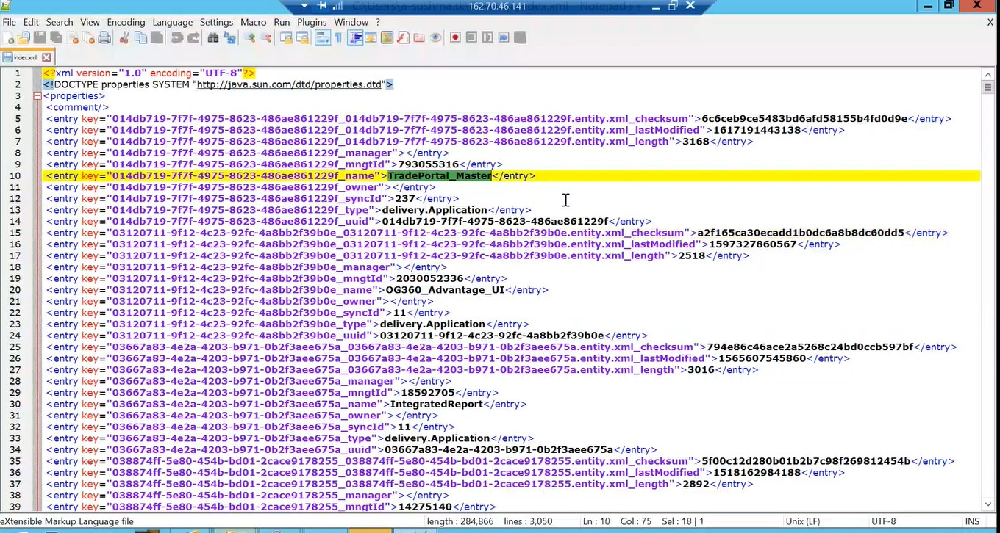 C:\Users\a-sushma.tk\ 162.70.46.141 index.xml - Notepad++
File Edit Search View Encoding Language Settings Macro Run Plugins Window ? X
index.xml
1 <?xml version="1.0" encoding="UTF-8"?>
2 <!DOCTYPE properties SYSTEM "http://java.sun.com/dtd/properties.dtd">
3 <properties>
4 <comment/>
5 <entry key="014db719-7f7f-4975-8623-486ae861229f_014db719-7f7f-4975-8623-486ae861229f.entity.xml_checksum">6c6ceb9ce5483bd6afd58155b4fd0d9e</entry>
6 <entry key="014db719-7f7f-4975-8623-486ae861229f_014db719-7f7f-4975-8623-486ae861229f.entity.xml_lastModified">1617191443138</entry>
7 <entry key="014db719-7f7f-4975-8623-486ae861229f_014db719-7f7f-4975-8623-486ae861229f.entity.xml_length">3168</entry>
8 <entry key="014db719-7f7f-4975-8623-486ae861229f_manager"></entry>
9 <entry key="014db719-7f7f-4975-8623-486ae861229f_mngtId">793055316</entry>
10 <entry key="014db719-7f7f-4975-8623-486ae861229f_name">TradePortal_Master</entry>
11 <entry key="014db719-7f7f-4975-8623-486ae861229f_owner"></entry>
12 <entry key="014db719-7f7f-4975-8623-486ae861229f_syncId">237</entry>
13 <entry key="014db719-7f7f-4975-8623-486ae861229f_type">delivery.Application</entry>
14 <entry key="014db719-7f7f-4975-8623-486ae861229f_uuid">014db719-7f7f-4975-8623-486ae861229f</entry>
15 <entry key="03120711-9f12-4c23-92fc-4a8bb2f39b0e_03120711-9f12-4c23-92fc-4a8bb2f39b0e.entity.xml_checksum">a2f165ca30ecadd1b0dc6a8b8dc60dd5</entry>
16 <entry key="03120711-9f12-4c23-92fc-4a8bb2f39b0e_03120711-9f12-4c23-92fc-4a8bb2f39b0e.entity.xml_lastModified">1597327860567</entry>
17 <entry key="03120711-9f12-4c23-92fc-4a8bb2f39b0e_03120711-9f12-4c23-92fc-4a8bb2f39b0e.entity.xml_length">2518</entry>
18 <entry key="03120711-9f12-4c23-92fc-4a8bb2f39b0e_manager"></entry>
19 <entry key="03120711-9f12-4c23-92fc-4a8bb2f39b0e_mngtId">2030052336</entry>
20 <entry key="03120711-9f12-4c23-92fc-4a8bb2f39b0e_name">OG360_Advantage_UI</entry>
21 <entry key="03120711-9f12-4c23-92fc-4a8bb2f39b0e_owner"></entry>
22 <entry key="03120711-9f12-4c23-92fc-4a8bb2f39b0e_syncId">11</entry>
23 <entry key="03120711-9f12-4c23-92fc-4a8bb2f39b0e_type">delivery.Application</entry>
24 <entry key="03120711-9f12-4c23-92fc-4a8bb2f39b0e_uuid">03120711-9f12-4c23-92fc-4a8bb2f39b0e</entry>
25 <entry key="03667a83-4e2a-4203-b971-0b2f3aee675a_03667a83-4e2a-4203-b971-0b2f3aee675a.entity.xml_checksum">794e86c46ace2a5268c24bd0ccb597bf</entry>
26 <entry key="03667a83-4e2a-4203-b971-0b2f3aee675a_03667a83-4e2a-4203-b971-0b2f3aee675a.entity.xml_lastModified">1565607545860</entry>
27 <entry key="03667a83-4e2a-4203-b971-0b2f3aee675a_03667a83-4e2a-4203-b971-0b2f3aee675a.entity.xml_length">3016</entry>
28 <entry key="03667a83-4e2a-4203-b971-0b2f3aee675a_manager"></entry>
29 <entry key="03667a83-4e2a-4203-b971-0b2f3aee675a_mngtId">18592705</entry>
30 <entry key="03667a83-4e2a-4203-b971-0b2f3aee675a_name">IntegratedReport</entry>
31 <entry key="03667a83-4e2a-4203-b971-0b2f3aee675a_owner"></entry>
32 <entry key="03667a83-4e2a-4203-b971-0b2f3aee675a_syncId">11</entry>
33 <entry key="03667a83-4e2a-4203-b971-0b2f3aee675a_type">delivery.Application</entry>
34 <entry key="03667a83-4e2a-4203-b971-0b2f3aee675a_uuid">03667a83-4e2a-4203-b971-0b2f3aee675a</entry>
35 <entry key="038874ff-5e80-454b-bd01-2cace9178255_038874ff-5e80-454b-bd01-2cace9178255.entity.xml_checksum">5f00c12d280b01b2b7c98f269812454b</entry>
36 <entry key="038874ff-5e80-454b-bd01-2cace9178255_038874ff-5e80-454b-bd01-2cace9178255.entity.xml_lastModified">1518162984188</entry>
37 <entry key="038874ff-5e80-454b-bd01-2cace9178255_038874ff-5e80-454b-bd01-2cace9178255.entity.xml_length">2892</entry>
38 <entry key="038874ff-5e80-454b-bd01-2cace9178255_manager"></entry>
39 <entry key="038874ff-5e80-454b-bd01-2cace9178255_mngtId">14275140</entry>
eXtensible Markup Language file length : 284,866 lines : 3,050 Ln : 10 Col : 75 Sel : 18 | 1 Unix (LF) UTF-8 INS